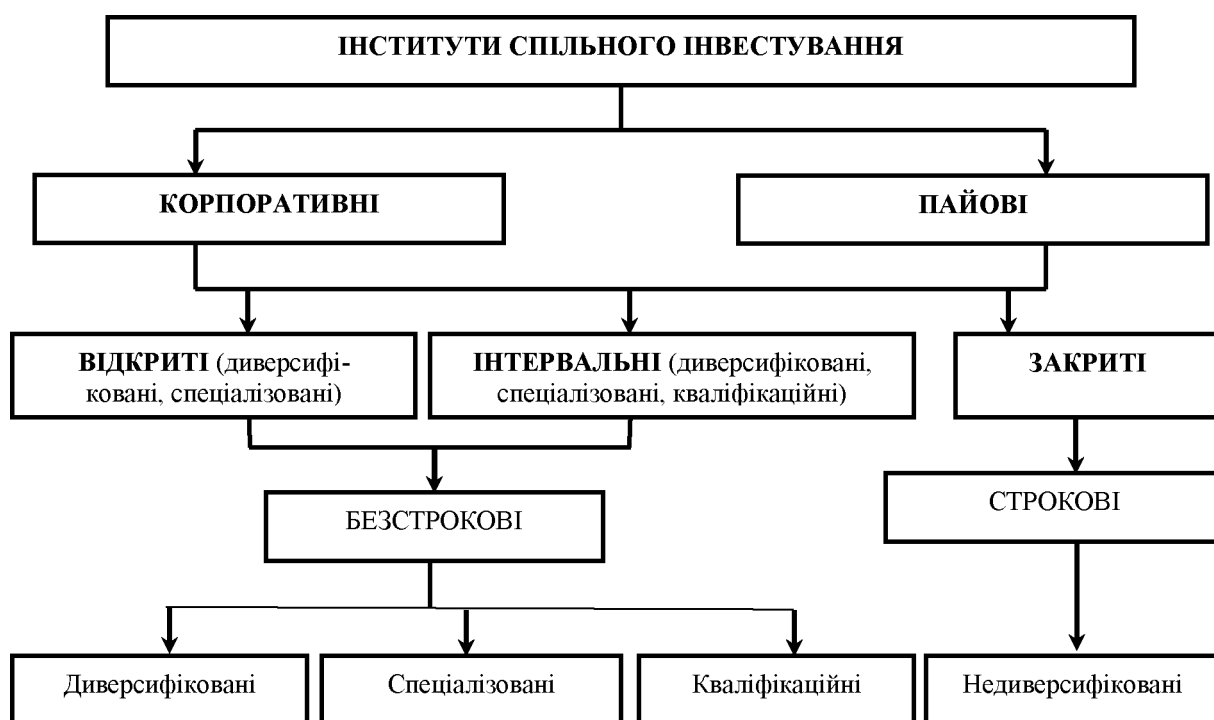 ІНСТИТУТИ СПІЛЬНОГО ІНВЕСТУВАННЯ
КОРПОРАТИВНІ
ПАЙОВІ
ВІДКРИТІ (диверсифі-
ковані, спеціалізовані)
ІНТЕРВАЛЬНІ (диверсифіковані,
спеціалізовані, кваліфікаційні)
ЗАКРИТІ
БЕЗСТРОКОВІ
СТРОКОВІ
Диверсифіковані
Спеціалізовані
Кваліфікаційні
Недиверсифіковані